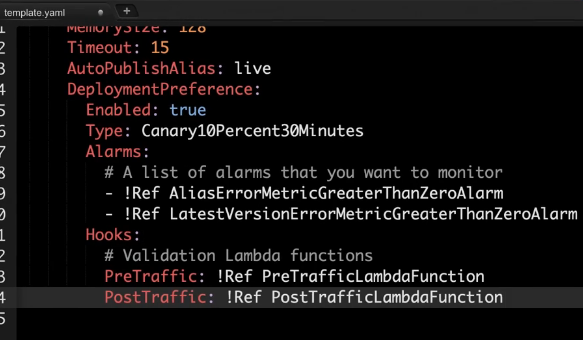 template.yaml
1 MemorySize: 128
2 Timeout: 15
3 AutoPublishAlias: live
4 DeploymentPreference:
5 Enabled: true
6 Type: Canary10Percent30Minutes
7 Alarms:
8 # A list of alarms that you want to monitor
9 - !Ref AliasErrorMetricGreaterThanZeroAlarm
0 - !Ref LatestVersionErrorMetricGreaterThanZeroAlarm
1 Hooks:
2 # Validation Lambda functions
3 PreTraffic: !Ref PreTrafficLambdaFunction
4 PostTraffic: !Ref PostTrafficLambdaFunction
5